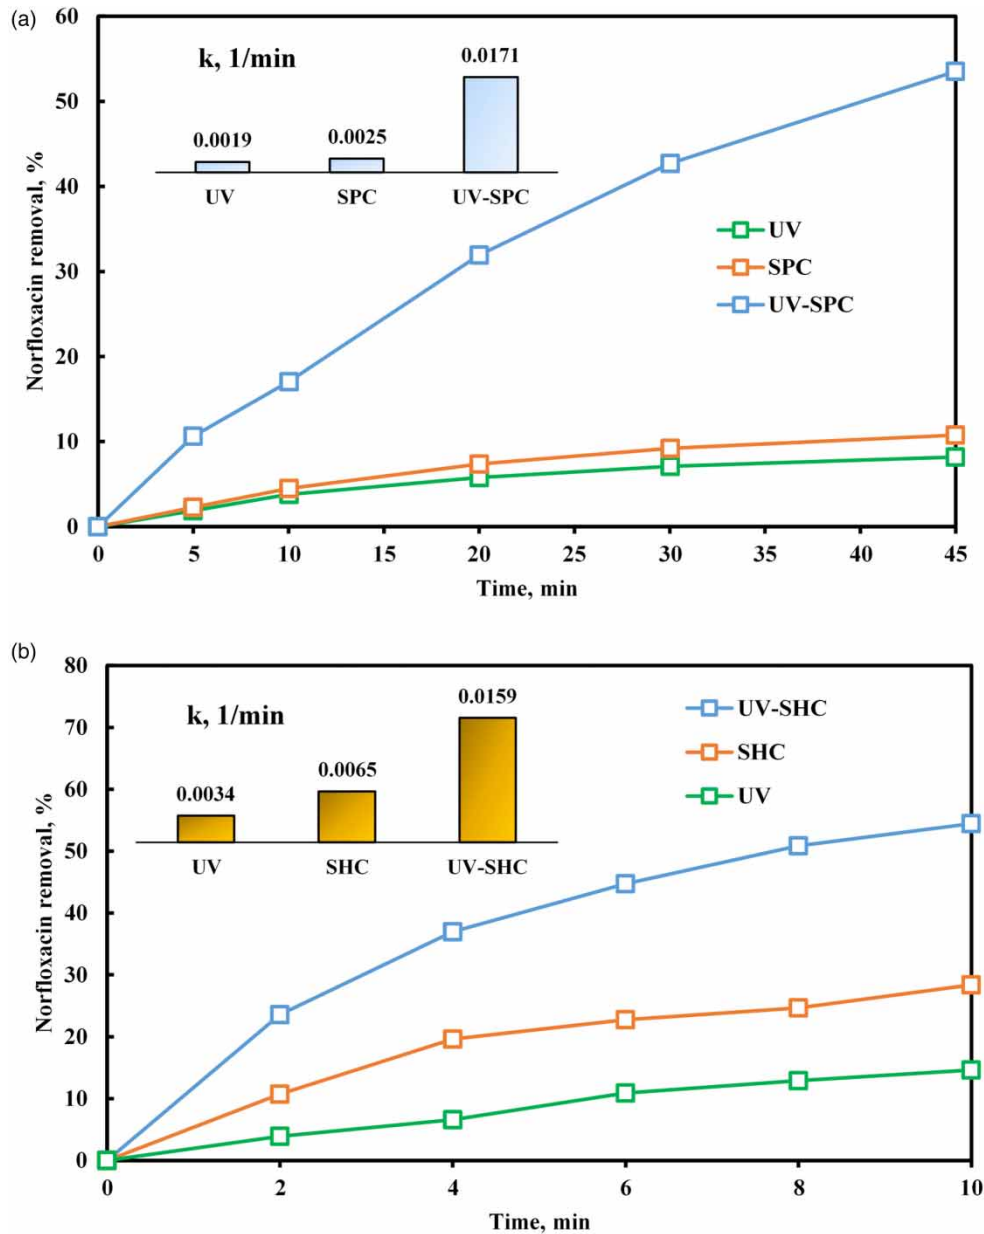 (a)
60
50
40
30
20
10
0
Norfloxacin removal, %
k, 1/min
0.0019
0.0025
0.0171
UV
SPC
UV-SPC
UV
SPC
UV-SPC
0 5 10 15 20 25 30 35 40 45
Time, min
(b)
80
70
60
50
40
30
20
10
0
Norfloxacin removal, %
k, 1/min
0.0034
0.0065
0.0159
UV
SHC
UV-SHC
UV-SHC
SHC
UV
0 2 4 6 8 10
Time, min